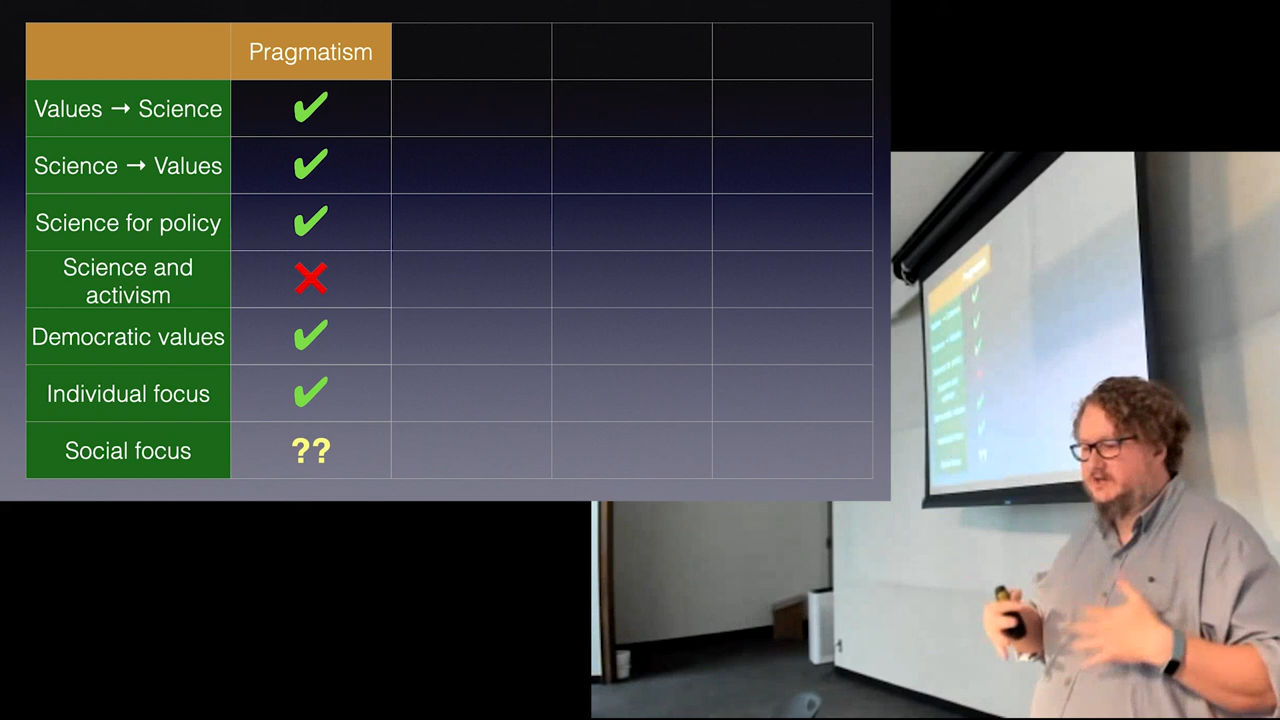 Pragmatism
Values → Science ✔
Science → Values ✔
Science for policy ✔
Science and
activism ❌
Democratic values ✔
Individual focus ✔
Social focus ??